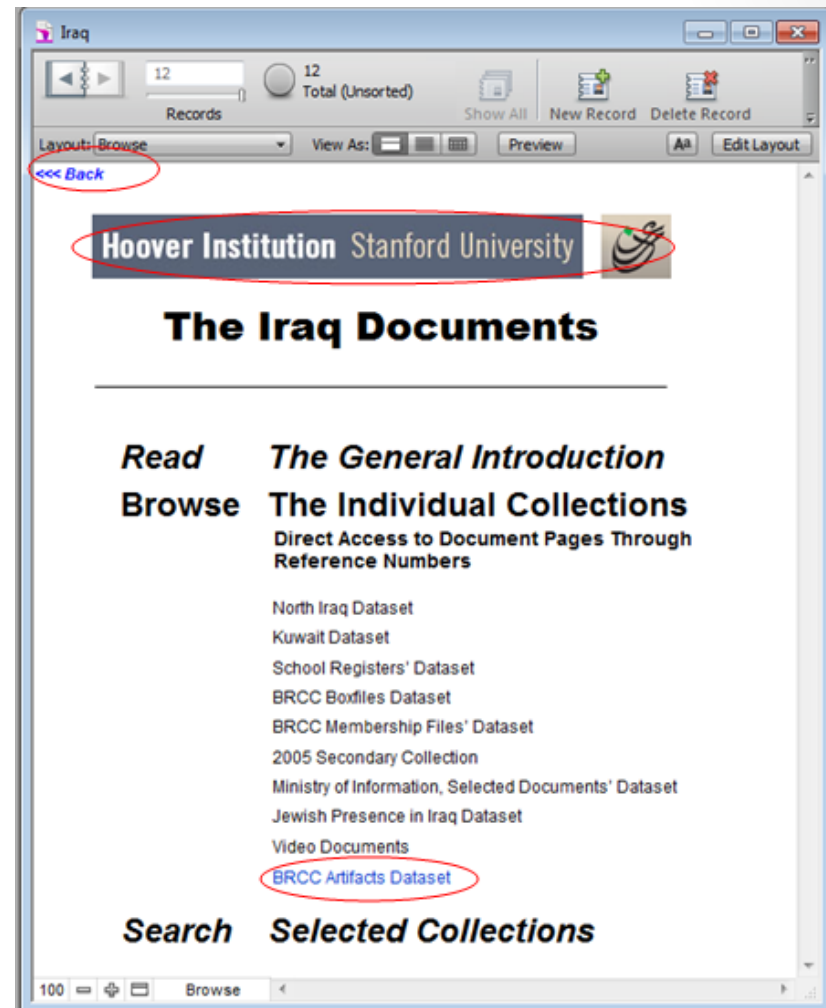 Iraq
12
Records
12
Total (Unsorted)
Show All
New Record
Delete Record
Layout: Browse
View As:
Preview
Aa
Edit Layout
<<< Back
Hoover Institution Stanford University
The Iraq Documents
Read The General Introduction
Browse The Individual Collections
Direct Access to Document Pages Through
Reference Numbers
North Iraq Dataset
Kuwait Dataset
School Registers' Dataset
BRCC Boxfiles Dataset
BRCC Membership Files' Dataset
2005 Secondary Collection
Ministry of Information, Selected Documents' Dataset
Jewish Presence in Iraq Dataset
Video Documents
BRCC Artifacts Dataset
Search Selected Collections
100
Browse